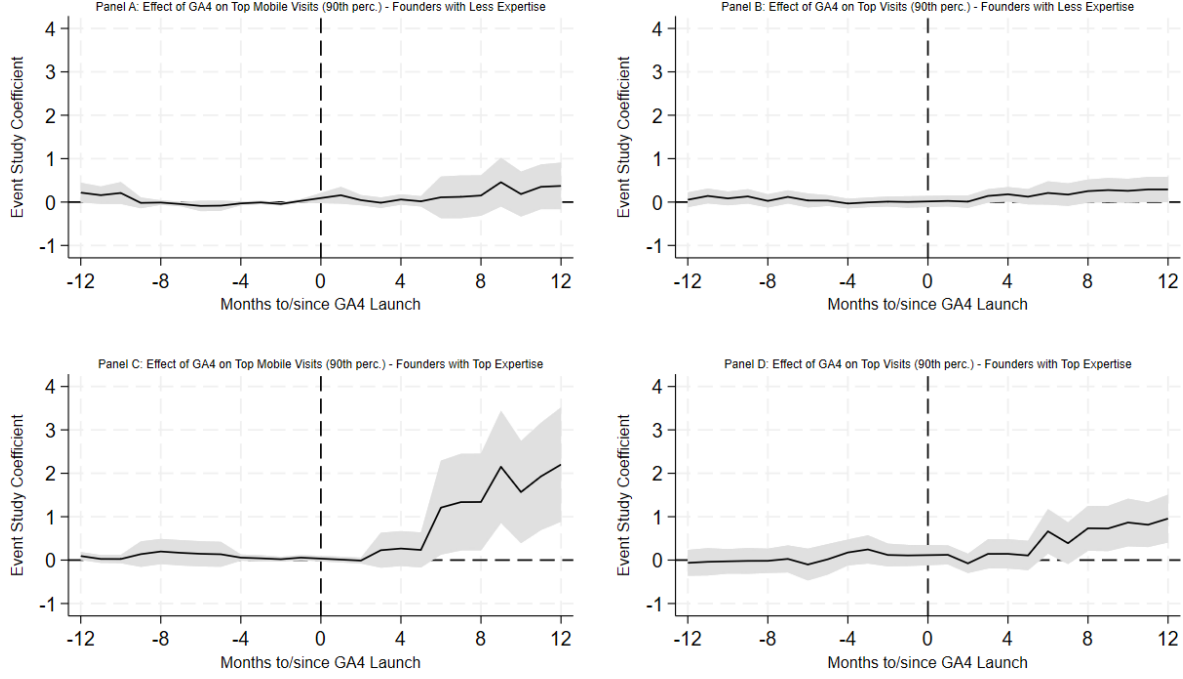 Panel A: Effect of GA4 on Top Mobile Visits (90th perc.) - Founders with Less Expertise
4
3
2
1
0
-1
Event Study Coefficient
-12 -8 -4 0 4 8 12
Months to/since GA4 Launch
Panel B: Effect of GA4 on Top Visits (90th perc.) - Founders with Less Expertise
4
3
2
1
0
-1
Event Study Coefficient
-12 -8 -4 0 4 8 12
Months to/since GA4 Launch
Panel C: Effect of GA4 on Top Mobile Visits (90th perc.) - Founders with Top Expertise
4
3
2
1
0
-1
Event Study Coefficient
-12 -8 -4 0 4 8 12
Months to/since GA4 Launch
Panel D: Effect of GA4 on Top Visits (90th perc.) - Founders with Top Expertise
4
3
2
1
0
-1
Event Study Coefficient
-12 -8 -4 0 4 8 12
Months to/since GA4 Launch